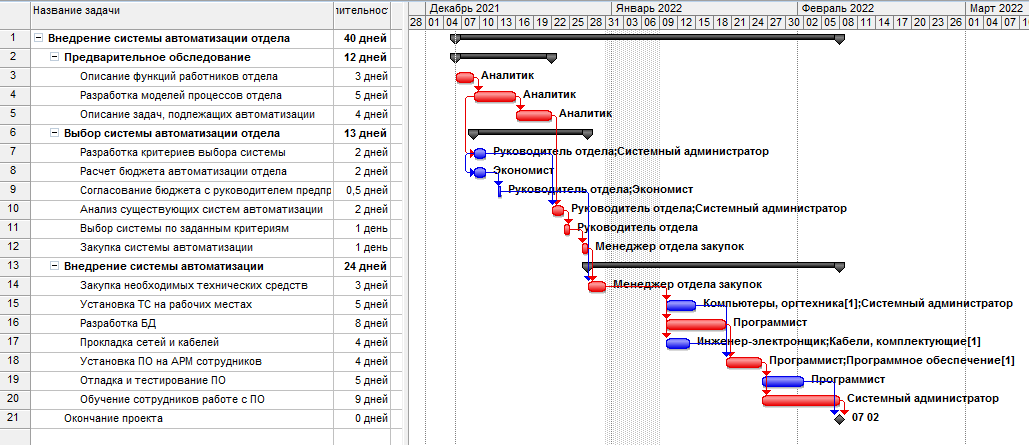 Название задачи
ительнос
Декабрь 2021
Январь 2022
Февраль 2022
Март 2022
28 01 04 07 10 13 16 19 22 25 28 31 03 06 09 12 15 18 21 24 27 30 02 05 08 11 14 17 20 23 26 01 04 07 10
1 Внедрение системы автоматизации отдела 40 дней
2 Предварительное обследование 12 дней
3 Описание функций работников отдела 3 дней Аналитик
4 Разработка моделей процессов отдела 5 дней Аналитик
5 Описание задач, подлежащих автоматизации 4 дней Аналитик
6 Выбор системы автоматизации отдела 13 дней
7 Разработка критериев выбора системы 2 дней Руководитель отдела;Системный администратор
8 Расчет бюджета автоматизации отдела 2 дней Экономист
9 Согласование бюджета с руководителем предпр 0,5 дней Руководитель отдела;Экономист
10 Анализ существующих систем автоматизации 2 дней Руководитель отдела;Системный администратор
11 Выбор системы по заданным критериям 1 день Руководитель отдела
12 Закупка системы автоматизации 1 день Менеджер отдела закупок
13 Внедрение системы автоматизации 24 дней
14 Закупка необходимых технических средств 3 дней Менеджер отдела закупок
15 Установка ТС на рабочих местах 5 дней Компьютеры, оргтехника[1];Системный администратор
16 Разработка БД 8 дней Программист
17 Прокладка сетей и кабелей 4 дней Инженер-электронщик;Кабели, комплектующие[1]
18 Установка ПО на АРМ сотрудников 4 дней Программист;Программное обеспечение[1]
19 Отладка и тестирование ПО 5 дней Программист
20 Обучение сотрудников работе с ПО 9 дней Системный администратор
21 Окончание проекта 0 дней 07 02